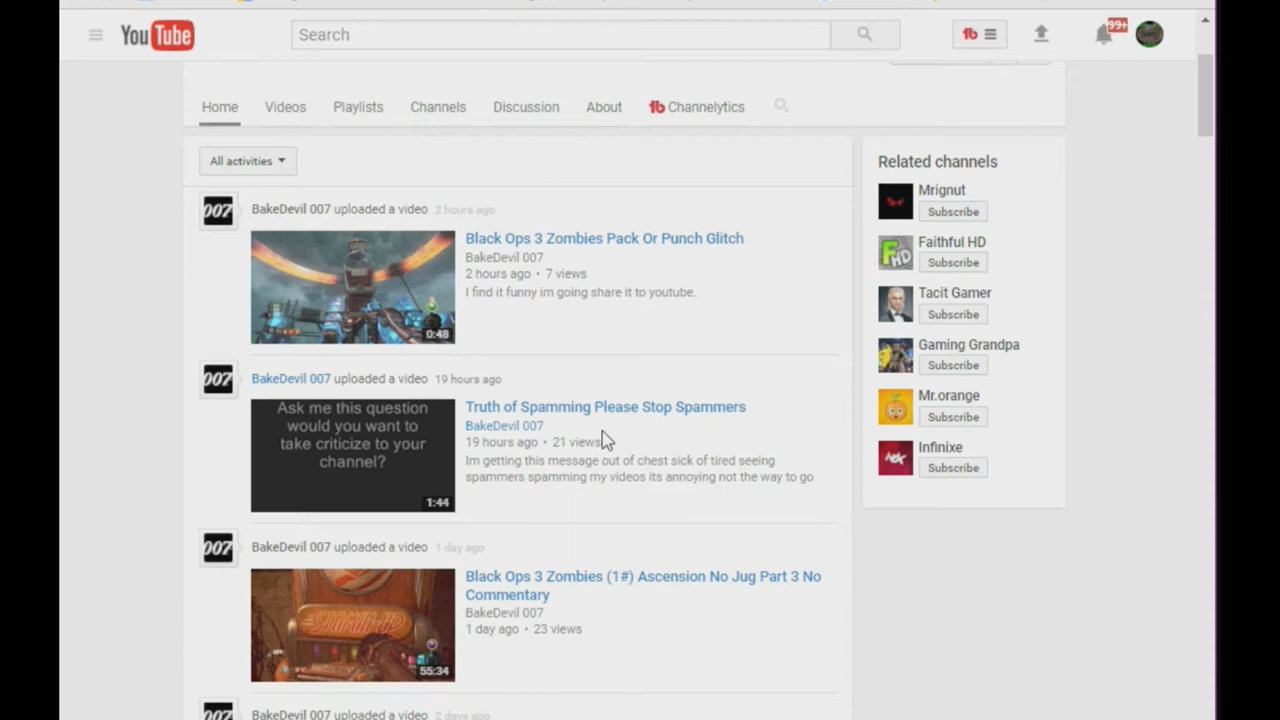 YouTube
Search
99+
Home Videos Playlists Channels Discussion About Channelytics
All activities
BakeDevil 007 uploaded a video 2 hours ago
Black Ops 3 Zombies Pack Or Punch Glitch
BakeDevil 007
2 hours ago • 7 views
I find it funny im going share it to youtube.
0:48
BakeDevil 007 uploaded a video 19 hours ago
Ask me this question
would you want to
take criticize to your
channel?
1:44
Truth of Spamming Please Stop Spammers
BakeDevil 007
19 hours ago • 21 views
Im getting this message out of chest sick of tired seeing
spammers spamming my videos its annoying not the way to go
BakeDevil 007 uploaded a video 1 day ago
Black Ops 3 Zombies (1#) Ascension No Jug Part 3 No
Commentary
BakeDevil 007
1 day ago • 23 views
55:34
BakeDevil 007 uploaded a video 2 days ago
007
007
007
007
Related channels
Mrignut
Subscribe
Faithful HD
Subscribe
Tacit Gamer
Subscribe
Gaming Grandpa
Subscribe
Mr.orange
Subscribe
Infinixe
Subscribe